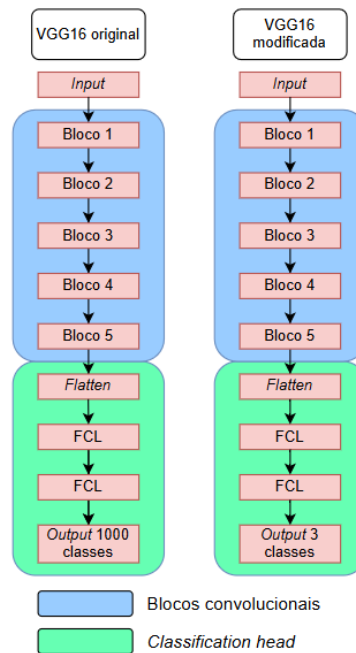 VGG16 original
Input
Bloco 1
Bloco 2
Bloco 3
Bloco 4
Bloco 5
Flatten
FCL
FCL
Output 1000
classes
VGG16
modificada
Input
Bloco 1
Bloco 2
Bloco 3
Bloco 4
Bloco 5
Flatten
FCL
FCL
Output 3
classes
Blocos convolucionais
Classification head